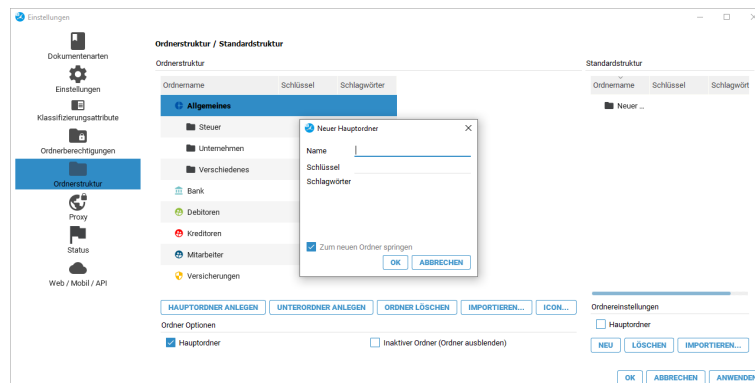 Einstellungen
Dokumentenarten
Einstellungen
Klassifizierungsattribute
Ordnerberechtigungen
Ordnerstruktur
Proxy
Status
Web / Mobil / API
Ordnerstruktur / Standardstruktur
Ordnerstruktur
Ordnername Schlüssel Schlagwörter
Allgemeines
Steuer
Unternehmen
Verschiedenes
Bank
Debitoren
Kreditoren
Mitarbeiter
Versicherungen
HAUPTORDNER ANLEGEN UNTERORDNER ANLEGEN ORDNER LÖSCHEN IMPORTIEREN... ICON...
Ordner Optionen
Hauptordner Inaktiver Ordner (Ordner ausblenden)
Neuer Hauptordner
Name
Schlüssel
Schlagwörter
Zum neuen Ordner springen
OK ABBRECHEN
Standardstruktur
Ordnername Schlüssel Schlagwört
Neuer ...
Ordnereinstellungen
Hauptordner
NEU LÖSCHEN IMPORTIEREN...
OK ABBRECHEN ANWENDEN